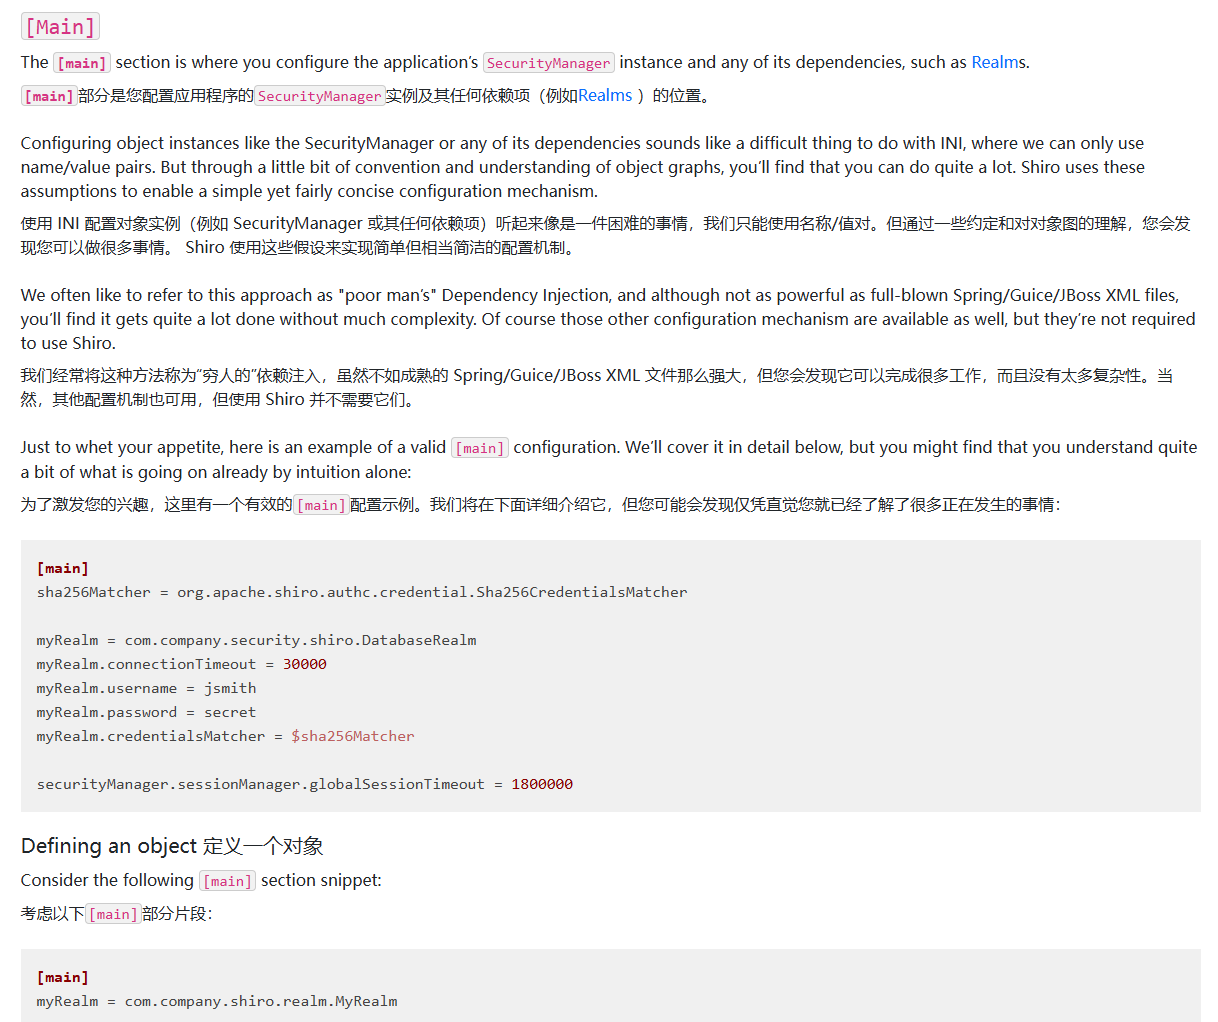 [Main]
The [main] section is where you configure the application’s SecurityManager instance and any of its dependencies, such as Realms.
[main]部分是您配置应用程序的SecurityManager实例及其任何依赖项（例如Realms ）的位置。
Configuring object instances like the SecurityManager or any of its dependencies sounds like a difficult thing to do with INI, where we can only use
name/value pairs. But through a little bit of convention and understanding of object graphs, you’ll find that you can do quite a lot. Shiro uses these
assumptions to enable a simple yet fairly concise configuration mechanism.
使用 INI 配置对象实例（例如 SecurityManager 或其任何依赖项）听起来像是一件困难的事情，我们只能使用名称/值对。但通过一些约定和对对象图的理解，您会发
现您可以做很多事情。 Shiro 使用这些假设来实现简单但相当简洁的配置机制。
We often like to refer to this approach as "poor man’s" Dependency Injection, and although not as powerful as full-blown Spring/Guice/JBoss XML files,
you’ll find it gets quite a lot done without much complexity. Of course those other configuration mechanism are available as well, but they’re not required
to use Shiro.
我们经常将这种方法称为“穷人的”依赖注入，虽然不如成熟的 Spring/Guice/JBoss XML 文件那么强大，但您会发现它可以完成很多工作，而且没有太多复杂性。当
然，其他配置机制也可用，但使用 Shiro 并不需要它们。
Just to whet your appetite, here is an example of a valid [main] configuration. We’ll cover it in detail below, but you might find that you understand quite
a bit of what is going on already by intuition alone:
为了激发您的兴趣，这里有一个有效的[main]配置示例。我们将在下面详细介绍它，但您可能会发现仅凭直觉您就已经了解了很多正在发生的事情：
[main]
sha256Matcher = org.apache.shiro.authc.credential.Sha256CredentialsMatcher
myRealm = com.company.security.shiro.DatabaseRealm
myRealm.connectionTimeout = 30000
myRealm.username = jsmith
myRealm.password = secret
myRealm.credentialsMatcher = $sha256Matcher
securityManager.sessionManager.globalSessionTimeout = 1800000
Defining an object 定义一个对象
Consider the following [main] section snippet:
考虑以下[main]部分片段：
[main]
myRealm = com.company.shiro.realm.MyRealm